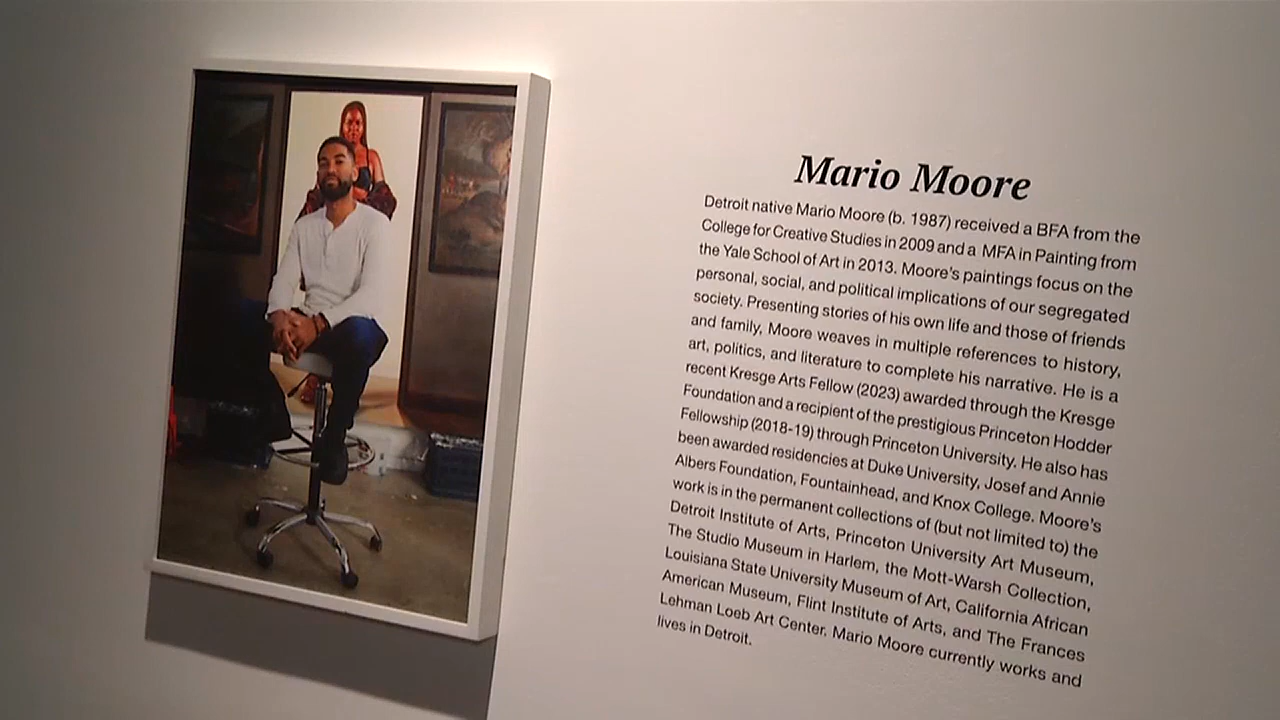 Mario Moore
Detroit native Mario Moore (b. 1987) received a BFA from the
College for Creative Studies in 2009 and a MFA in Painting from
the Yale School of Art in 2013. Moore's paintings focus on the
personal, social, and political implications of our segregated
society. Presenting stories of his own life and those of friends
and family, Moore weaves in multiple references to history,
art, politics, and literature to complete his narrative. He is a
recent Kresge Arts Fellow (2023) awarded through the Kresge
Foundation and a recipient of the prestigious Princeton Hodder
Fellowship (2018-19) through Princeton University. He also has
been awarded residencies at Duke University, Josef and Annie
Albers Foundation, Fountainhead, and Knox College. Moore's
work is in the permanent collections of (but not limited to) the
Detroit Institute of Arts, Princeton University Art Museum,
The Studio Museum in Harlem, the Mott-Warsh Collection,
Louisiana State University Museum of Art, California African
American Museum, Flint Institute of Arts, and The Frances
Lehman Loeb Art Center. Mario Moore currently works and
lives in Detroit.